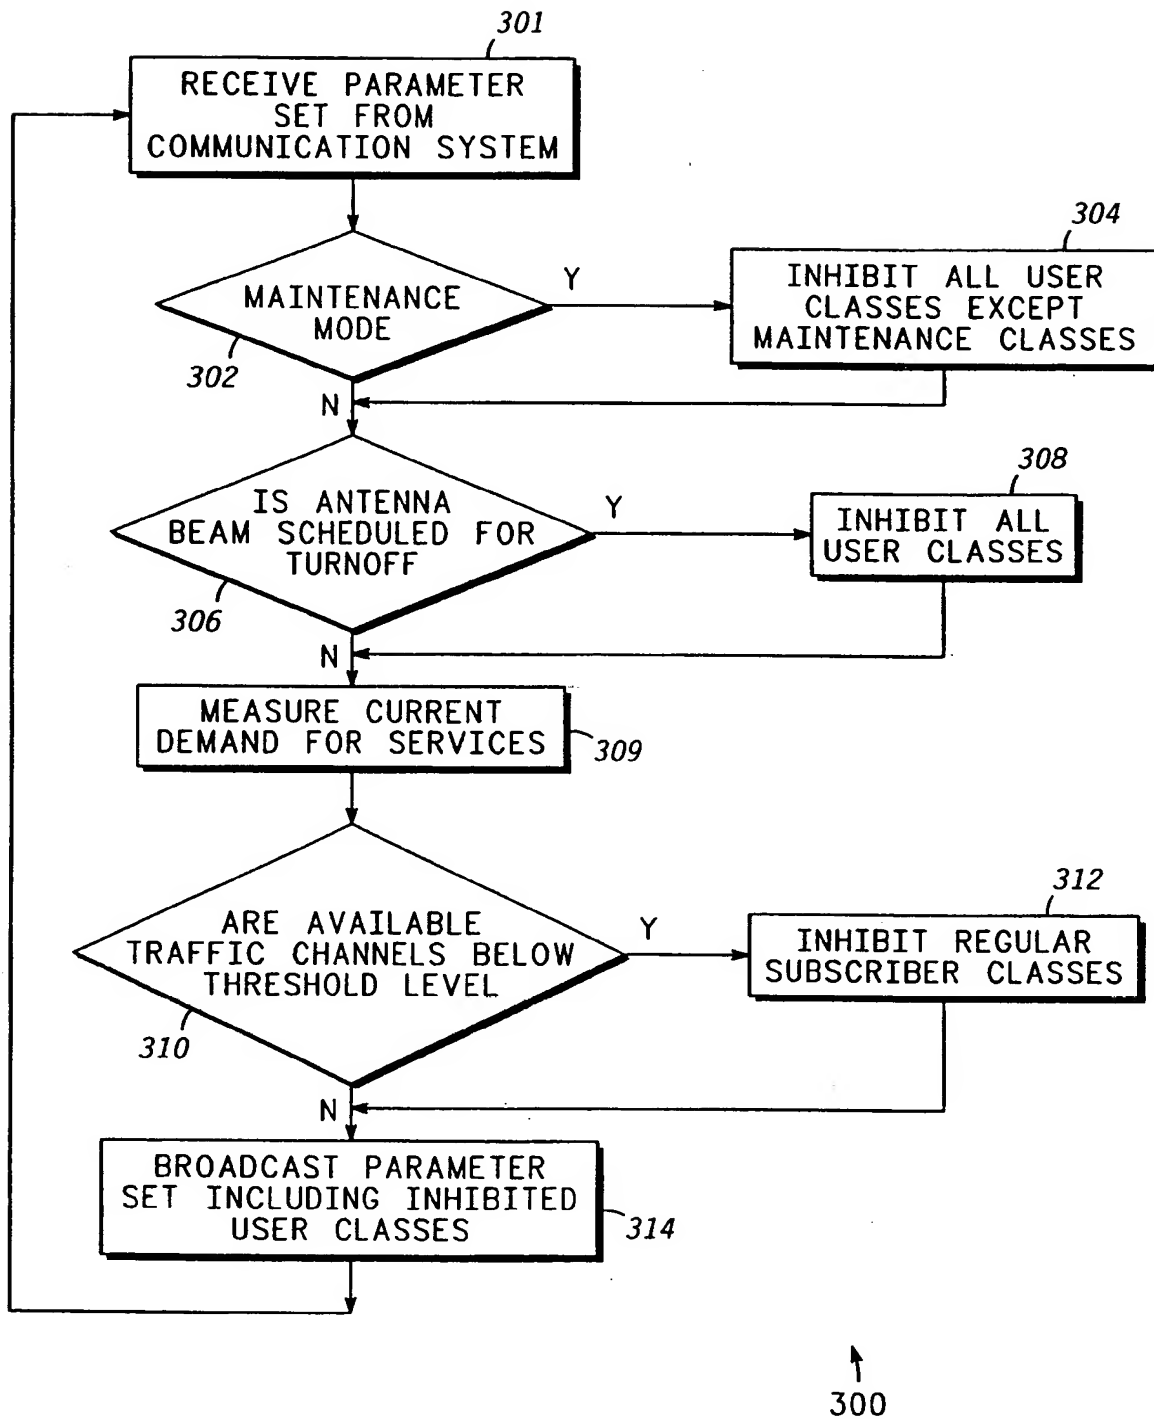 301
RECEIVE PARAMETER
SET FROM
COMMUNICATION SYSTEM
MAINTENANCE
MODE
302
Y
304
INHIBIT ALL USER
CLASSES EXCEPT
MAINTENANCE CLASSES
N
IS ANTENNA
BEAM SCHEDULED FOR
TURNOFF
306
Y
308
INHIBIT ALL
USER CLASSES
N
MEASURE CURRENT
DEMAND FOR SERVICES
309
ARE AVAILABLE
TRAFFIC CHANNELS BELOW
THRESHOLD LEVEL
310
Y
312
INHIBIT REGULAR
SUBSCRIBER CLASSES
N
BROADCAST PARAMETER
SET INCLUDING INHIBITED
USER CLASSES
314
300